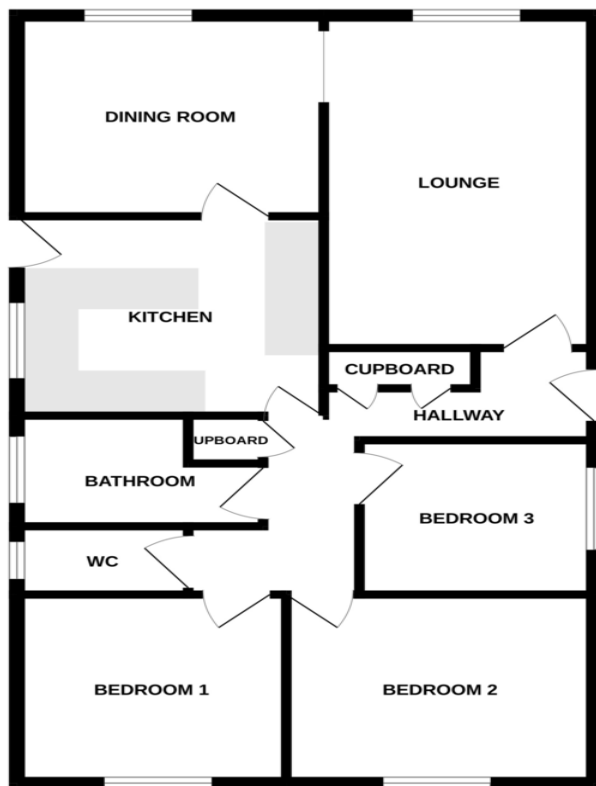 DINING ROOM
LOUNGE
KITCHEN
CUPBOARD
HALLWAY
UPBOARD
BATHROOM
BEDROOM 3
WC
BEDROOM 1
BEDROOM 2